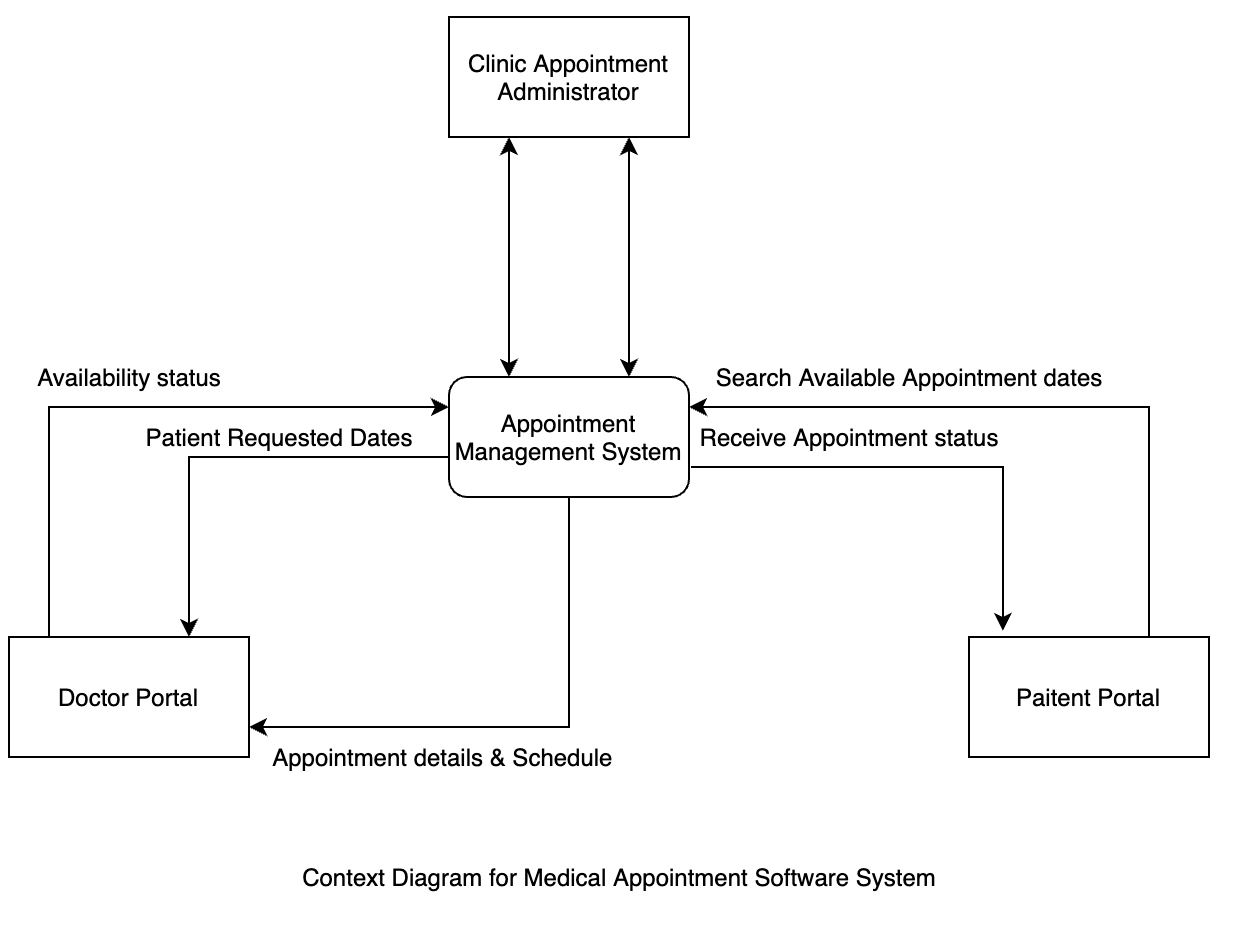 Clinic Appointment
Administrator
Availability status
Search Available Appointment dates
Patient Requested Dates
Appointment
Management System
Receive Appointment status
Doctor Portal
Paitent Portal
Appointment details & Schedule
Context Diagram for Medical Appointment Software System